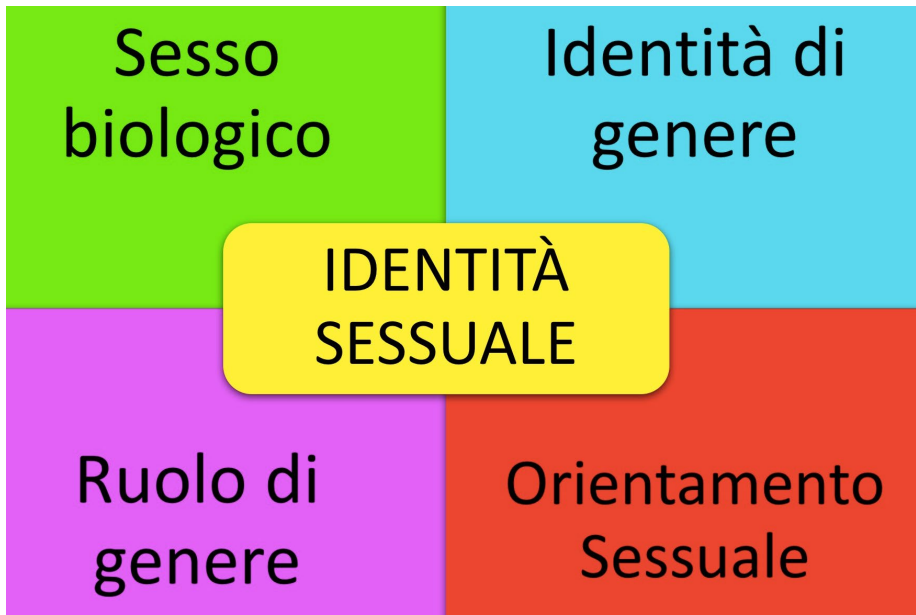 Sesso
biologico
Identità di
genere
IDENTITÀ
SESSUALE
Ruolo di
genere
Orientamento
Sessuale